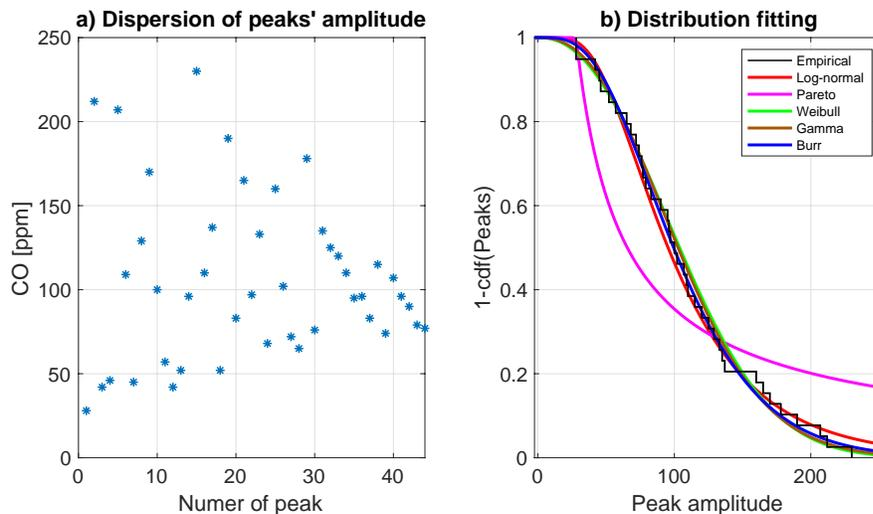 a) Dispersion of peaks' amplitude
250
200
150
100
50
0
CO [ppm]
0 10 20 30 40
Numer of peak
b) Distribution fitting
1
0.8
0.6
0.4
0.2
0
1-cdf(Peaks)
0 100 200
Peak amplitude
Empirical
Log-normal
Pareto
Weibull
Gamma
Burr